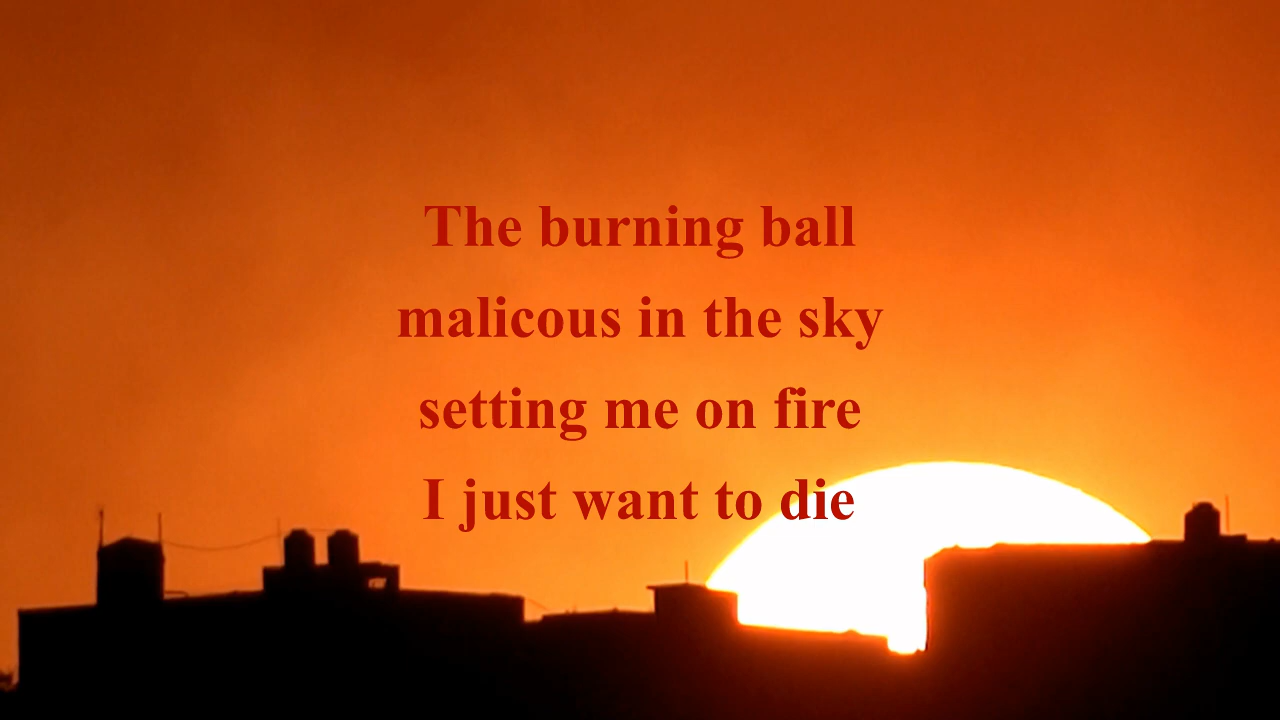 The burning ball
malicous in the sky
setting me on fire
I just want to die